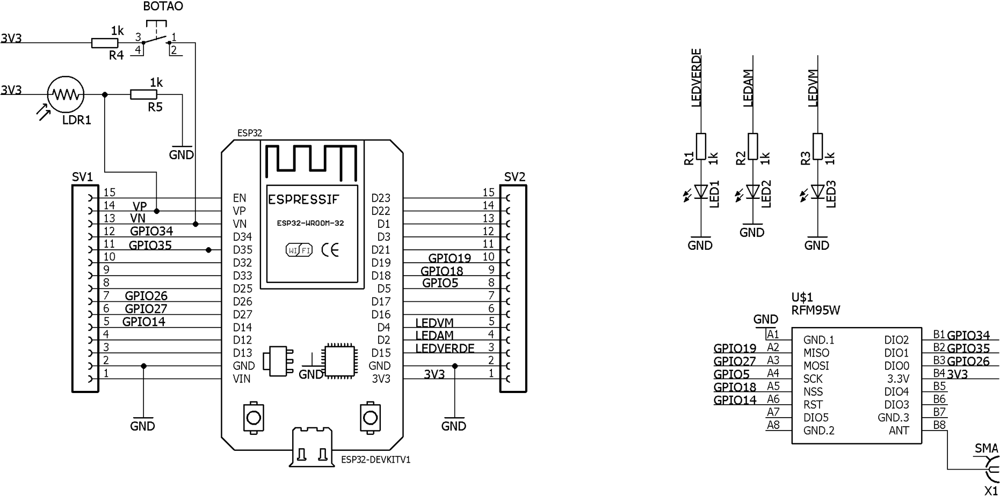 BOTAO
3V3
1k
R4
3
4
1
2
3V3
LDR1
1k
R5
GND
ESP32
SV1
15
14 VP
13 VN
12 GPIO34
11 GPIO35
10
9
8
7 GPIO26
6 GPIO27
5 GPIO14
4
3
2
1
GND
EN
VP
VN
D34
D35
D32
D33
D25
D26
D27
D14
D12
D13
GND
VIN
ESPRESSIF
ESP32-WROOM-32
WIFI CE
GND
D23
D22
D1
D3
D21
D19
D18
D5
D17
D16
D4
D2
D15
GND
3V3
SV2
15
14
13
12
11
GPIO19 10
GPIO18 9
GPIO5 8
7
6
LEDVM 5
LEDAM 4
LEDVERDE 3
2
3V3 1
GND
ESP32-DEVKITV1
LEDVERDE
R1
1k
LED1
GND
LEDAM
R2
1k
LED2
GND
LEDVM
R3
1k
LED3
GND
U$1
RFM95W
GND
A1 GND.1
GPIO19 A2 MISO
GPIO27 A3 MOSI
GPIO5 A4 SCK
GPIO18 A5 NSS
GPIO14 A6 RST
A7 DIO5
A8 GND.2
DIO2 B1 GPIO34
DIO1 B2 GPIO35
DIO0 B3 GPIO26
3.3V B4 3V3
DIO4 B5
DIO3 B6
GND.3 B7
ANT B8
SMA
X1